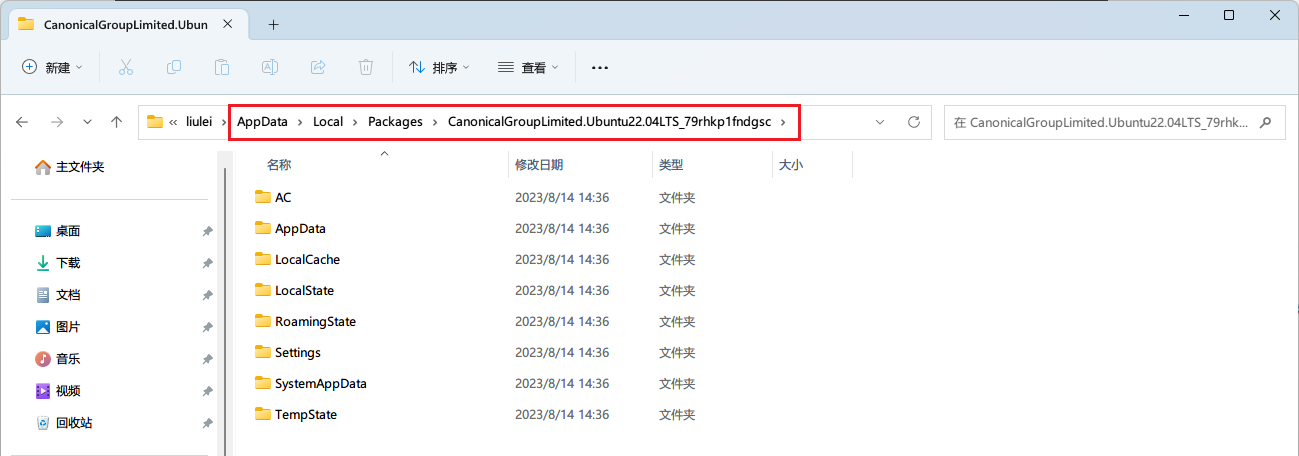 CanonicalGroupLimited.Ubun
新建 排序 查看
« liulei › AppData › Local › Packages › CanonicalGroupLimited.Ubuntu22.04LTS_79rhkp1fndgsc ›
在 CanonicalGroupLimited.Ubuntu22.04LTS_79rhk...
名称 修改日期 类型 大小
主文件夹
桌面
下载
文档
图片
音乐
视频
回收站
AC 2023/8/14 14:36 文件夹
AppData 2023/8/14 14:36 文件夹
LocalCache 2023/8/14 14:36 文件夹
LocalState 2023/8/14 14:36 文件夹
RoamingState 2023/8/14 14:36 文件夹
Settings 2023/8/14 14:36 文件夹
SystemAppData 2023/8/14 14:36 文件夹
TempState 2023/8/14 14:36 文件夹